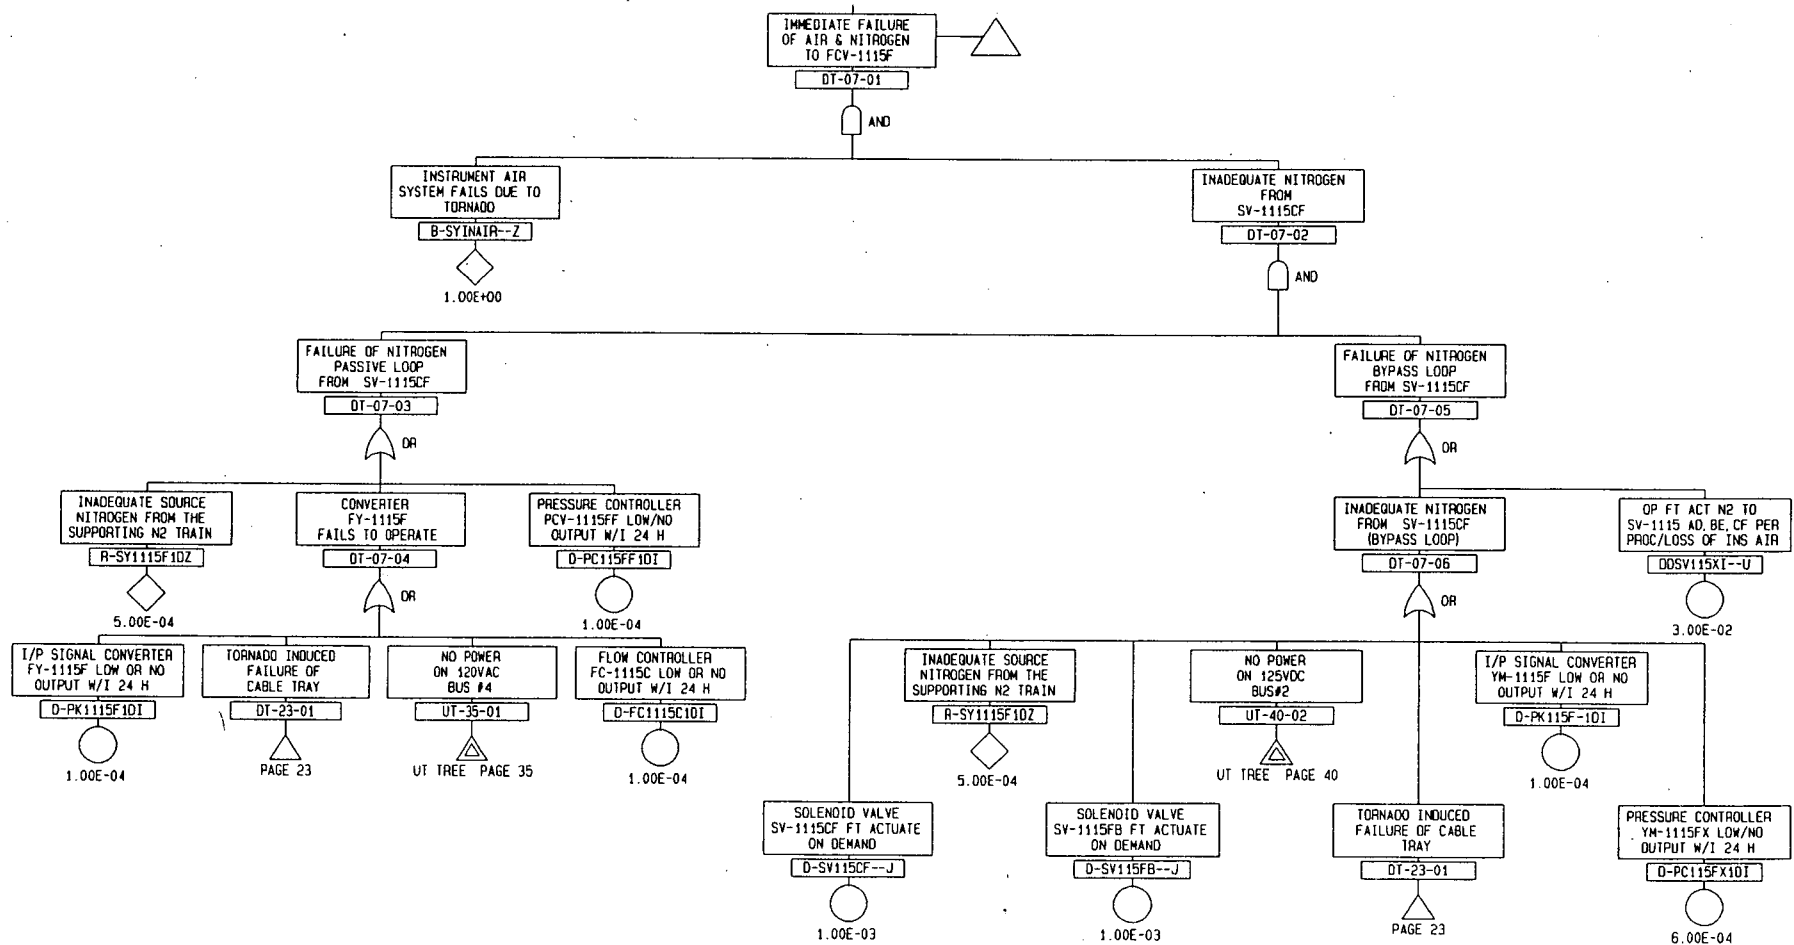 IMMEDIATE FAILURE
OF AIR & NITROGEN
TO FCV-1115F
DT-07-01
AND
INSTRUMENT AIR
SYSTEM FAILS DUE TO
TORNADO
B-SYINAIR--Z
1.00E+00
INADEQUATE NITROGEN
FROM
SV-1115CF
DT-07-02
AND
FAILURE OF NITROGEN
PASSIVE LOOP
FROM SV-1115CF
DT-07-03
OR
FAILURE OF NITROGEN
BYPASS LOOP
FROM SV-1115CF
DT-07-05
OR
INADEQUATE SOURCE
NITROGEN FROM THE
SUPPORTING N2 TRAIN
R-SY1115F1DZ
5.00E-04
CONVERTER
FY-1115F
FAILS TO OPERATE
DT-07-04
OR
PRESSURE CONTROLLER
PCV-1115FF LOW/NO
OUTPUT W/I 24 H
D-PC115FF1DI
1.00E-04
INADEQUATE NITROGEN
FROM SV-1115CF
(BYPASS LOOP)
DT-07-06
OR
OP FT ACT N2 TO
SV-1115 AD, BE, CF PER
PROC/LOSS OF INS AIR
DDSV115XI--U
3.00E-02
I/P SIGNAL CONVERTER
FY-1115F LOW OR NO
OUTPUT W/I 24 H
D-PK1115F1DI
1.00E-04
TORNADO INDUCED
FAILURE OF
CABLE TRAY
DT-23-01
PAGE 23
NO POWER
ON 120VAC
BUS #4
UT-35-01
UT TREE PAGE 35
FLOW CONTROLLER
FC-1115C LOW OR NO
OUTPUT W/I 24 H
D-FC1115C1DI
1.00E-04
INADEQUATE SOURCE
NITROGEN FROM THE
SUPPORTING N2 TRAIN
R-SY1115F1DZ
5.00E-04
NO POWER
ON 125VDC
BUS#2
UT-40-02
UT TREE PAGE 40
I/P SIGNAL CONVERTER
YM-1115F LOW OR NO
OUTPUT W/I 24 H
D-PK115F-1DI
1.00E-04
SOLENOID VALVE
SV-1115CF FT ACTUATE
ON DEMAND
D-SV115CF--J
1.00E-03
SOLENOID VALVE
SV-1115FB FT ACTUATE
ON DEMAND
D-SV115FB--J
1.00E-03
TORNADO INDUCED
FAILURE OF CABLE
TRAY
DT-23-01
PAGE 23
PRESSURE CONTROLLER
YM-1115FX LOW/NO
OUTPUT W/I 24 H
D-PC115FX1DI
6.00E-04